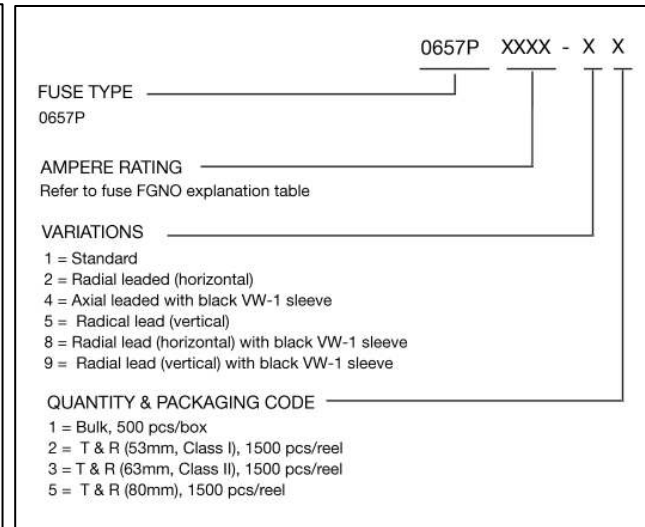 0657P XXXX - X X
FUSE TYPE
0657P
AMPERE RATING
Refer to fuse FGNO explanation table
VARIATIONS
1 = Standard
2 = Radial leaded (horizontal)
4 = Axial leaded with black VW-1 sleeve
5 = Radical lead (vertical)
8 = Radial lead (horizontal) with black VW-1 sleeve
9 = Radial lead (vertical) with black VW-1 sleeve
QUANTITY & PACKAGING CODE
1 = Bulk, 500 pcs/box
2 = T & R (53mm, Class I), 1500 pcs/reel
3 = T & R (63mm, Class II), 1500 pcs/reel
5 = T & R (80mm), 1500 pcs/reel